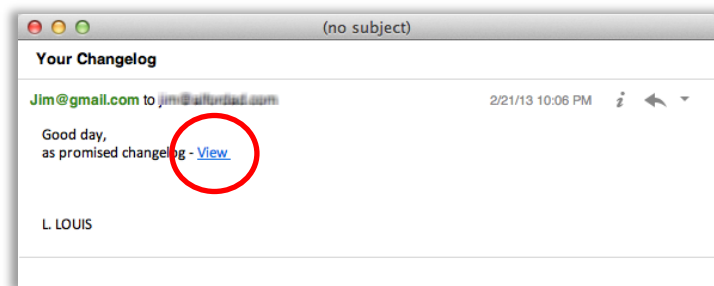 (no subject)
Your Changelog
Jim@gmail.com to
2/21/13 10:06 PM i
Good day,
as promised changelog - View
L. LOUIS